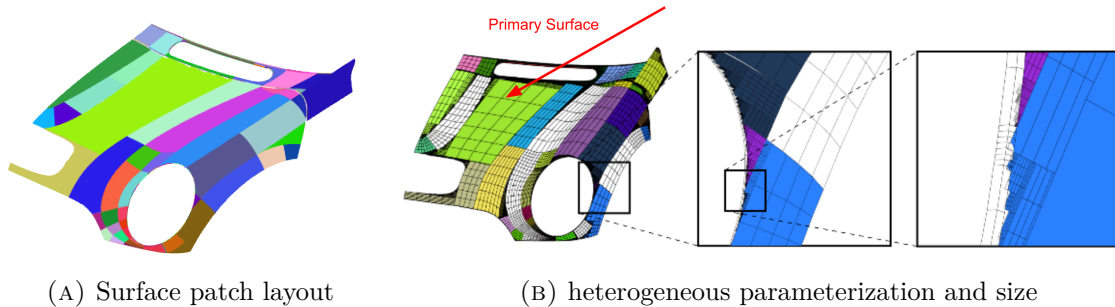 Primary Surface
(A) Surface patch layout
(B) heterogeneous parameterization and size